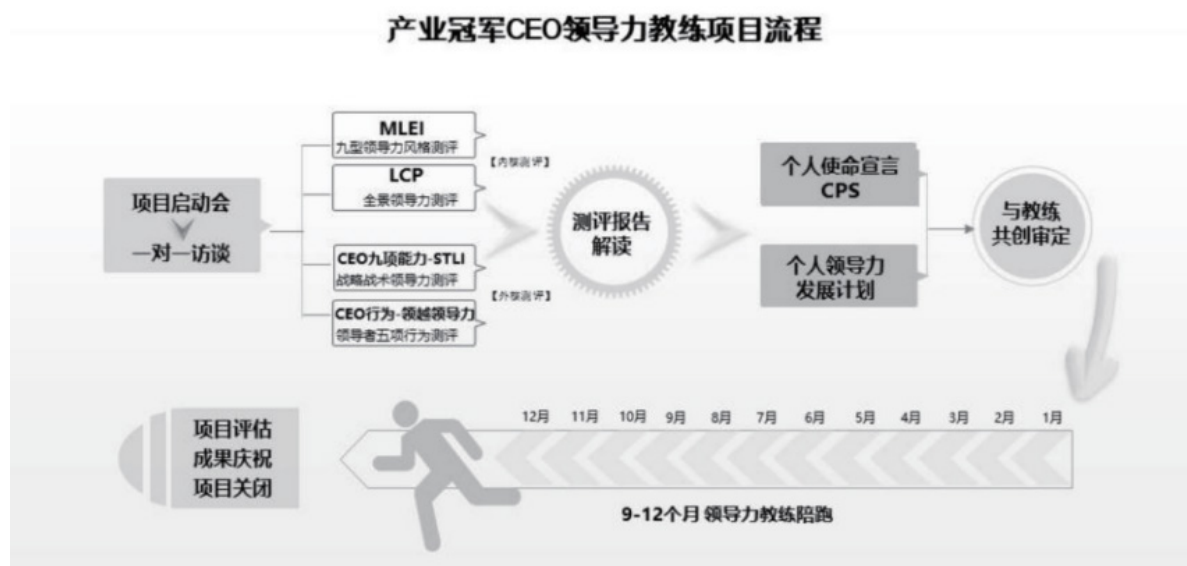 产业冠军CEO领导力教练项目流程
项目启动会
一对一访谈
MLEI
九型领导力风格测评
LCP
全景领导力测评
【内核测评】
CEO九项能力-STLI
战略战术领导力测评
CEO行为-领越领导力
领导者五项行为测评
【外核测评】
测评报告
解读
个人使命宣言
CPS
个人领导力
发展计划
与教练
共创审定
12月 11月 10月 9月 8月 7月 6月 5月 4月 3月 2月 1月
9-12个月 领导力教练陪跑
项目评估
成果庆祝
项目关闭